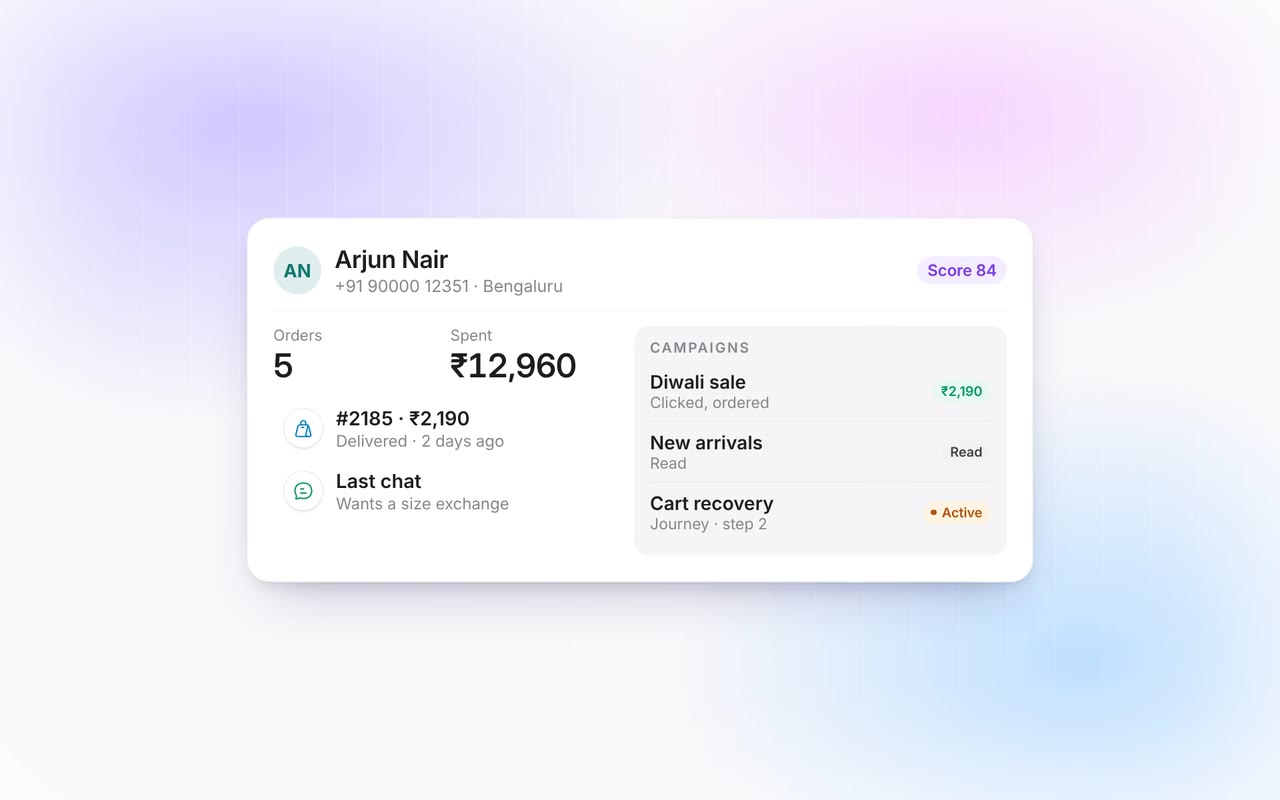 AN
Arjun Nair
+91 90000 12351 · Bengaluru
Score 84
Orders
5
Spent
₹12,960
#2185 · ₹2,190
Delivered · 2 days ago
Last chat
Wants a size exchange
CAMPAIGNS
Diwali sale
Clicked, ordered
₹2,190
New arrivals
Read
Read
Cart recovery
Journey · step 2
Active